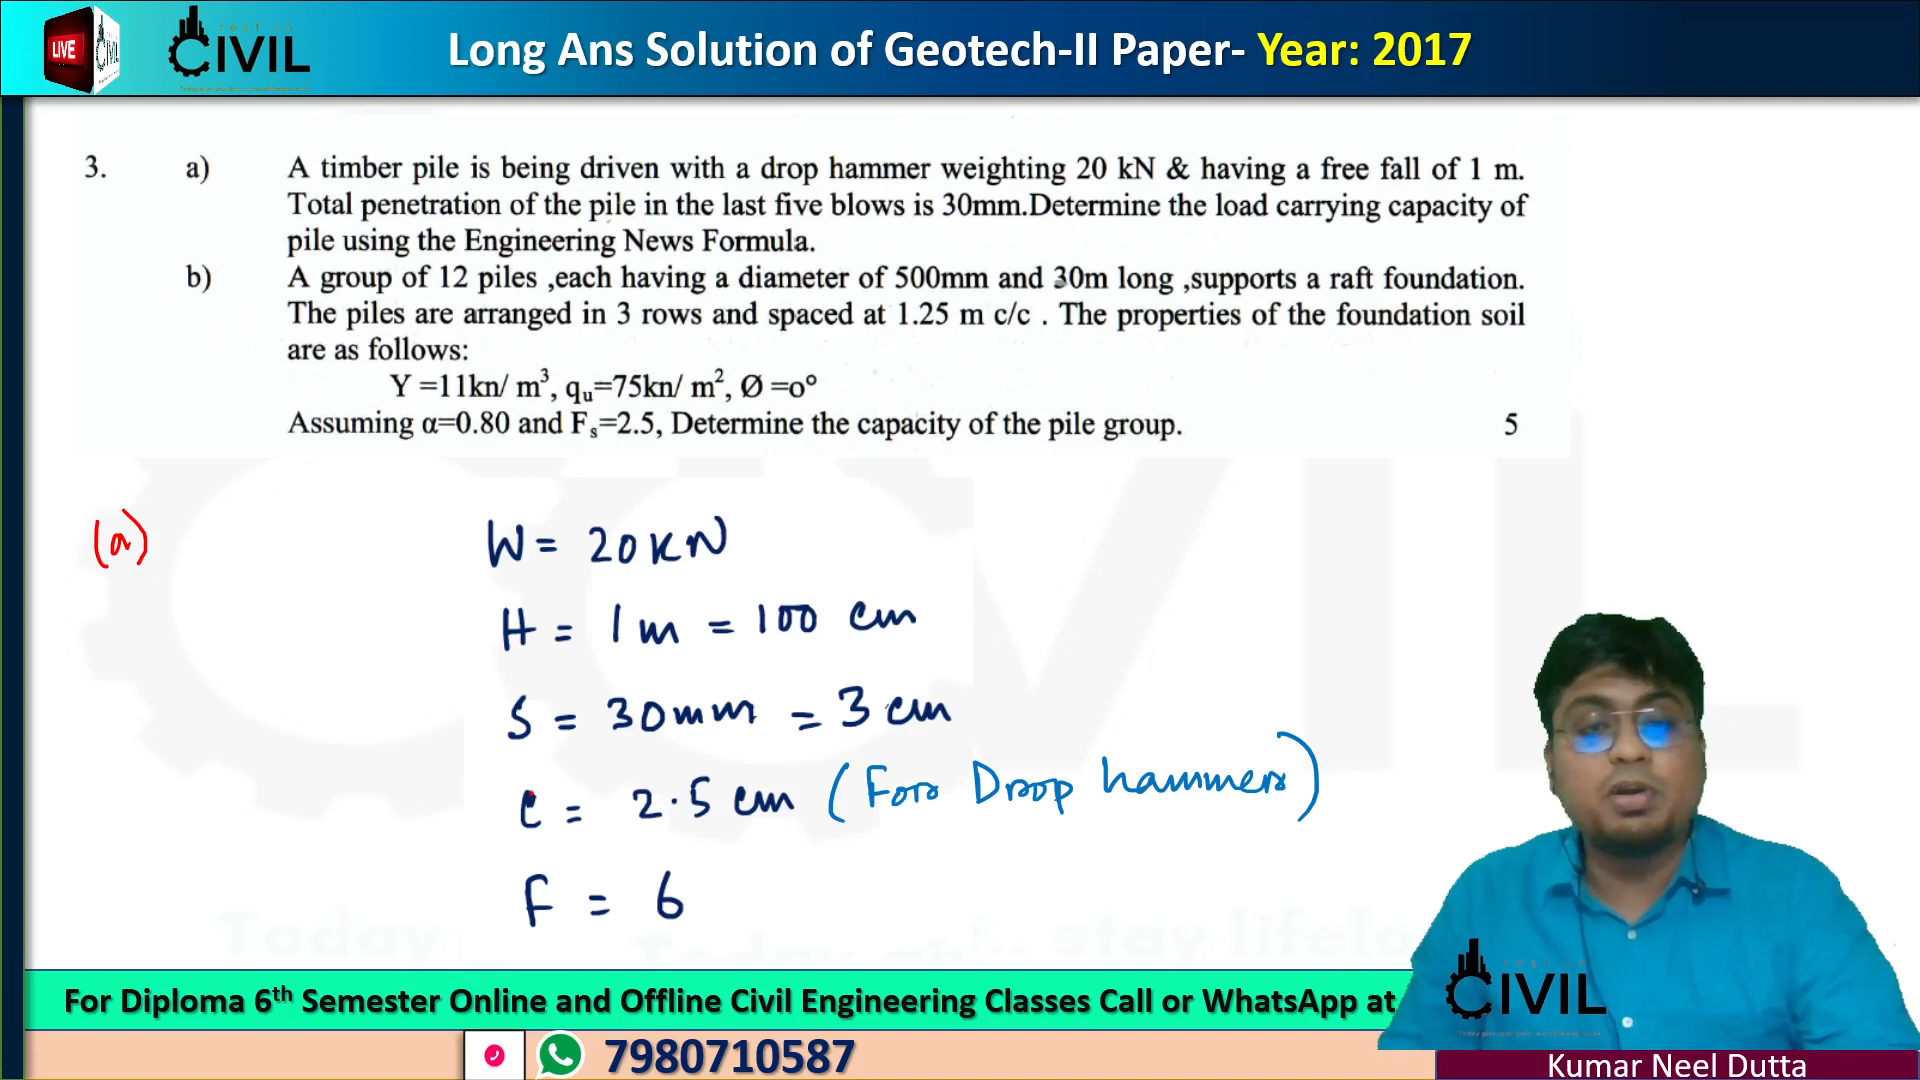 LIVE
CIVIL
Long Ans Solution of Geotech-II Paper- Year: 2017
3. a) A timber pile is being driven with a drop hammer weighting 20 kN & having a free fall of 1 m.
Total penetration of the pile in the last five blows is 30mm.Determine the load carrying capacity of
pile using the Engineering News Formula.
b) A group of 12 piles ,each having a diameter of 500mm and 30m long ,supports a raft foundation.
The piles are arranged in 3 rows and spaced at 1.25 m c/c . The properties of the foundation soil
are as follows:
Υ =11kn/ m³, qᵤ=75kn/ m², Ø =o°
Assuming α=0.80 and Fₛ=2.5, Determine the capacity of the pile group. 5
(a)
W = 20 KN
H = 1 m = 100 cm
S = 30mm = 3 cm
C = 2.5 cm (For Drop hammers)
F = 6
For Diploma 6th Semester Online and Offline Civil Engineering Classes Call or WhatsApp at
CIVIL
7980710587
Kumar Neel Dutta